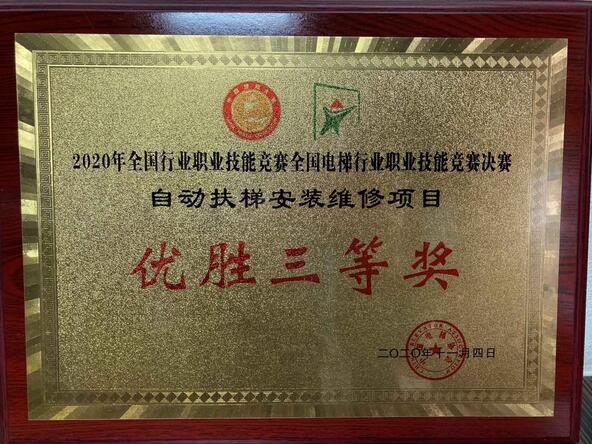 2020年全国行业职业技能竞赛全国电梯行业职业技能竞赛决赛
自动扶梯安装维修项目
优胜三等奖
二〇二〇年十一月四日